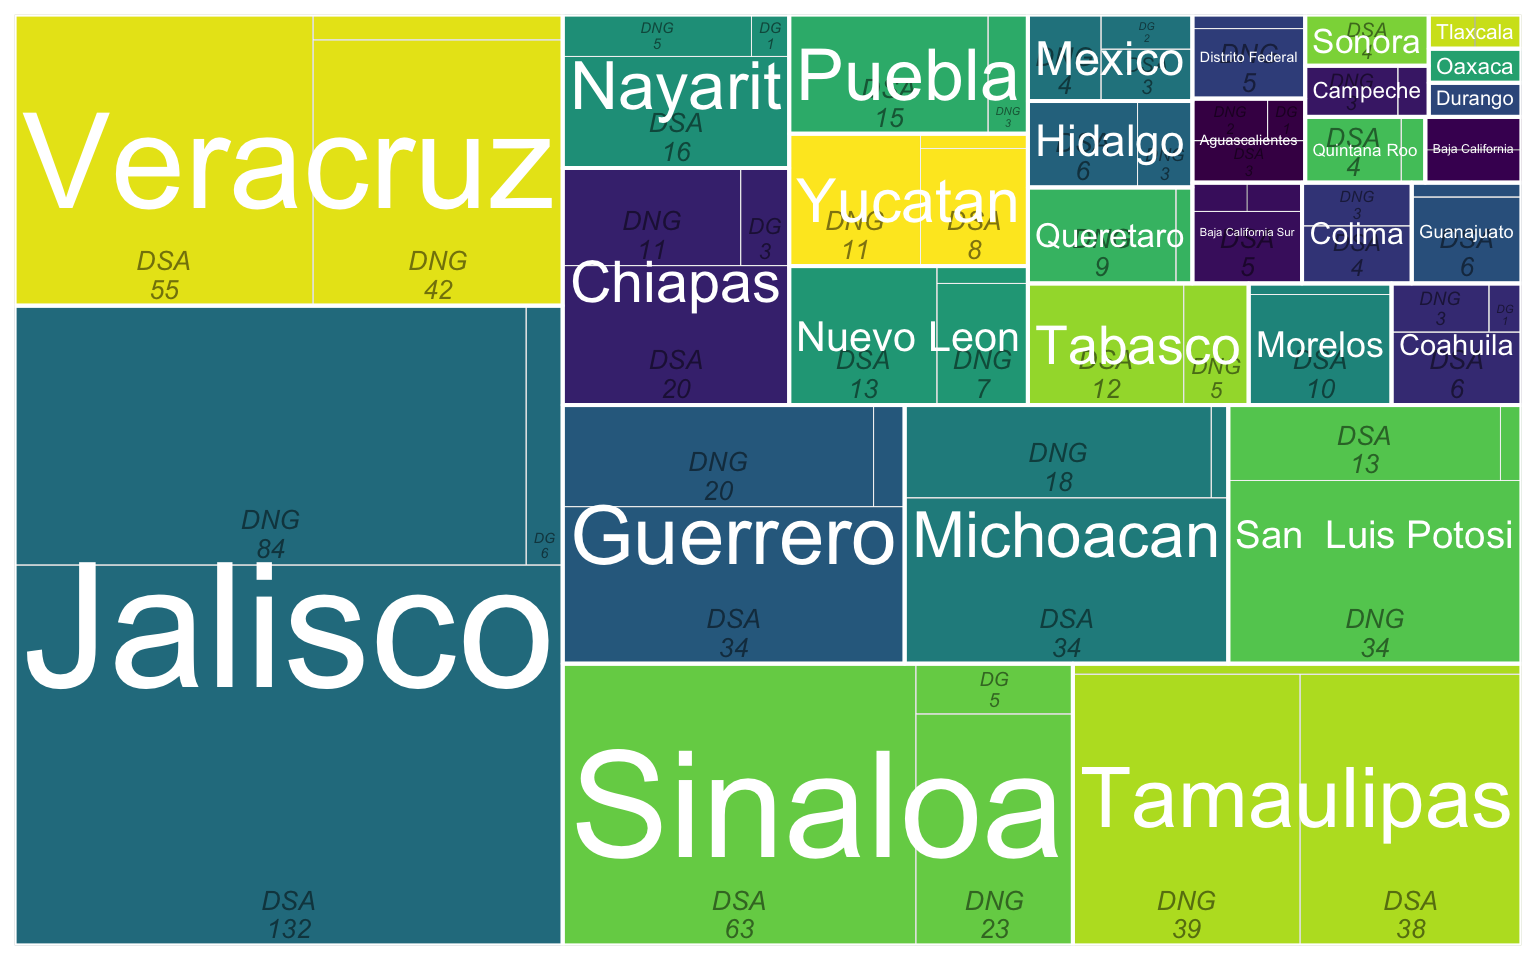 Veracruz
DSA
55
DNG
42
Jalisco
DNG
84
DG
6
DSA
132
Nayarit
DNG
5
DG
1
DSA
16
Chiapas
DNG
11
DG
3
DSA
20
Puebla
DSA
15
DNG
3
Yucatan
DNG
11
DSA
8
Nuevo Leon
DSA
13
DNG
7
Mexico
DNG
4
DG
2
DSA
3
Hidalgo
DSA
6
DNG
3
Queretaro
DNG
9
Distrito Federal
DNG
5
Aguascalientes
DNG
DG
DSA
3
Baja California Sur
DSA
5
Sonora
DSA
4
Campeche
DNG
3
Quintana Roo
DSA
4
Tlaxcala
Oaxaca
Durango
Baja California
Colima
DNG
3
DSA
4
Guanajuato
DSA
6
Tabasco
DSA
12
DNG
5
Morelos
DSA
10
Coahuila
DNG
3
DG
1
DSA
6
Guerrero
DNG
20
DSA
34
Michoacan
DNG
18
DSA
34
San  Luis Potosi
DSA
13
DNG
34
Sinaloa
DSA
63
DG
5
DNG
23
Tamaulipas
DNG
39
DSA
38